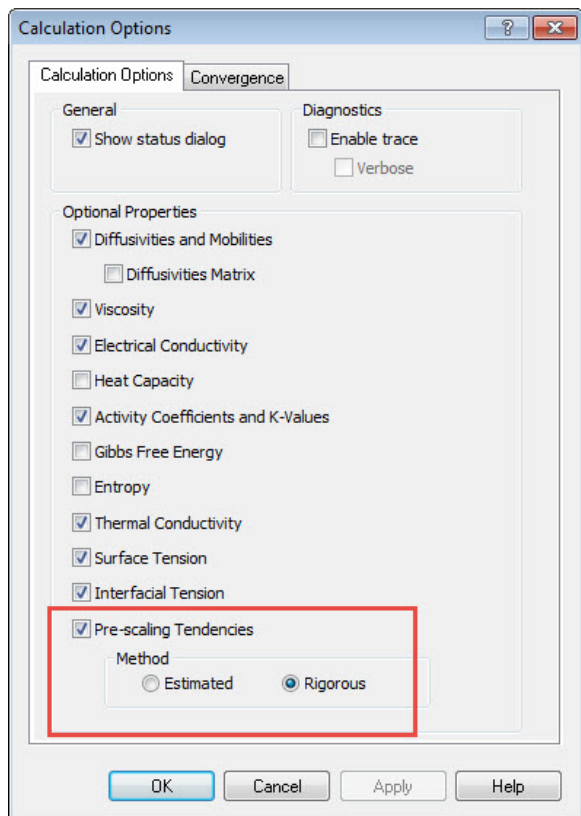 Calculation Options
?
Calculation Options Convergence
General
Show status dialog
Diagnostics
Enable trace
Verbose
Optional Properties
Diffusivities and Mobilities
Diffusivities Matrix
Viscosity
Electrical Conductivity
Heat Capacity
Activity Coefficients and K-Values
Gibbs Free Energy
Entropy
Thermal Conductivity
Surface Tension
Interfacial Tension
Pre-scaling Tendencies
Method
Estimated Rigorous
OK Cancel Apply Help